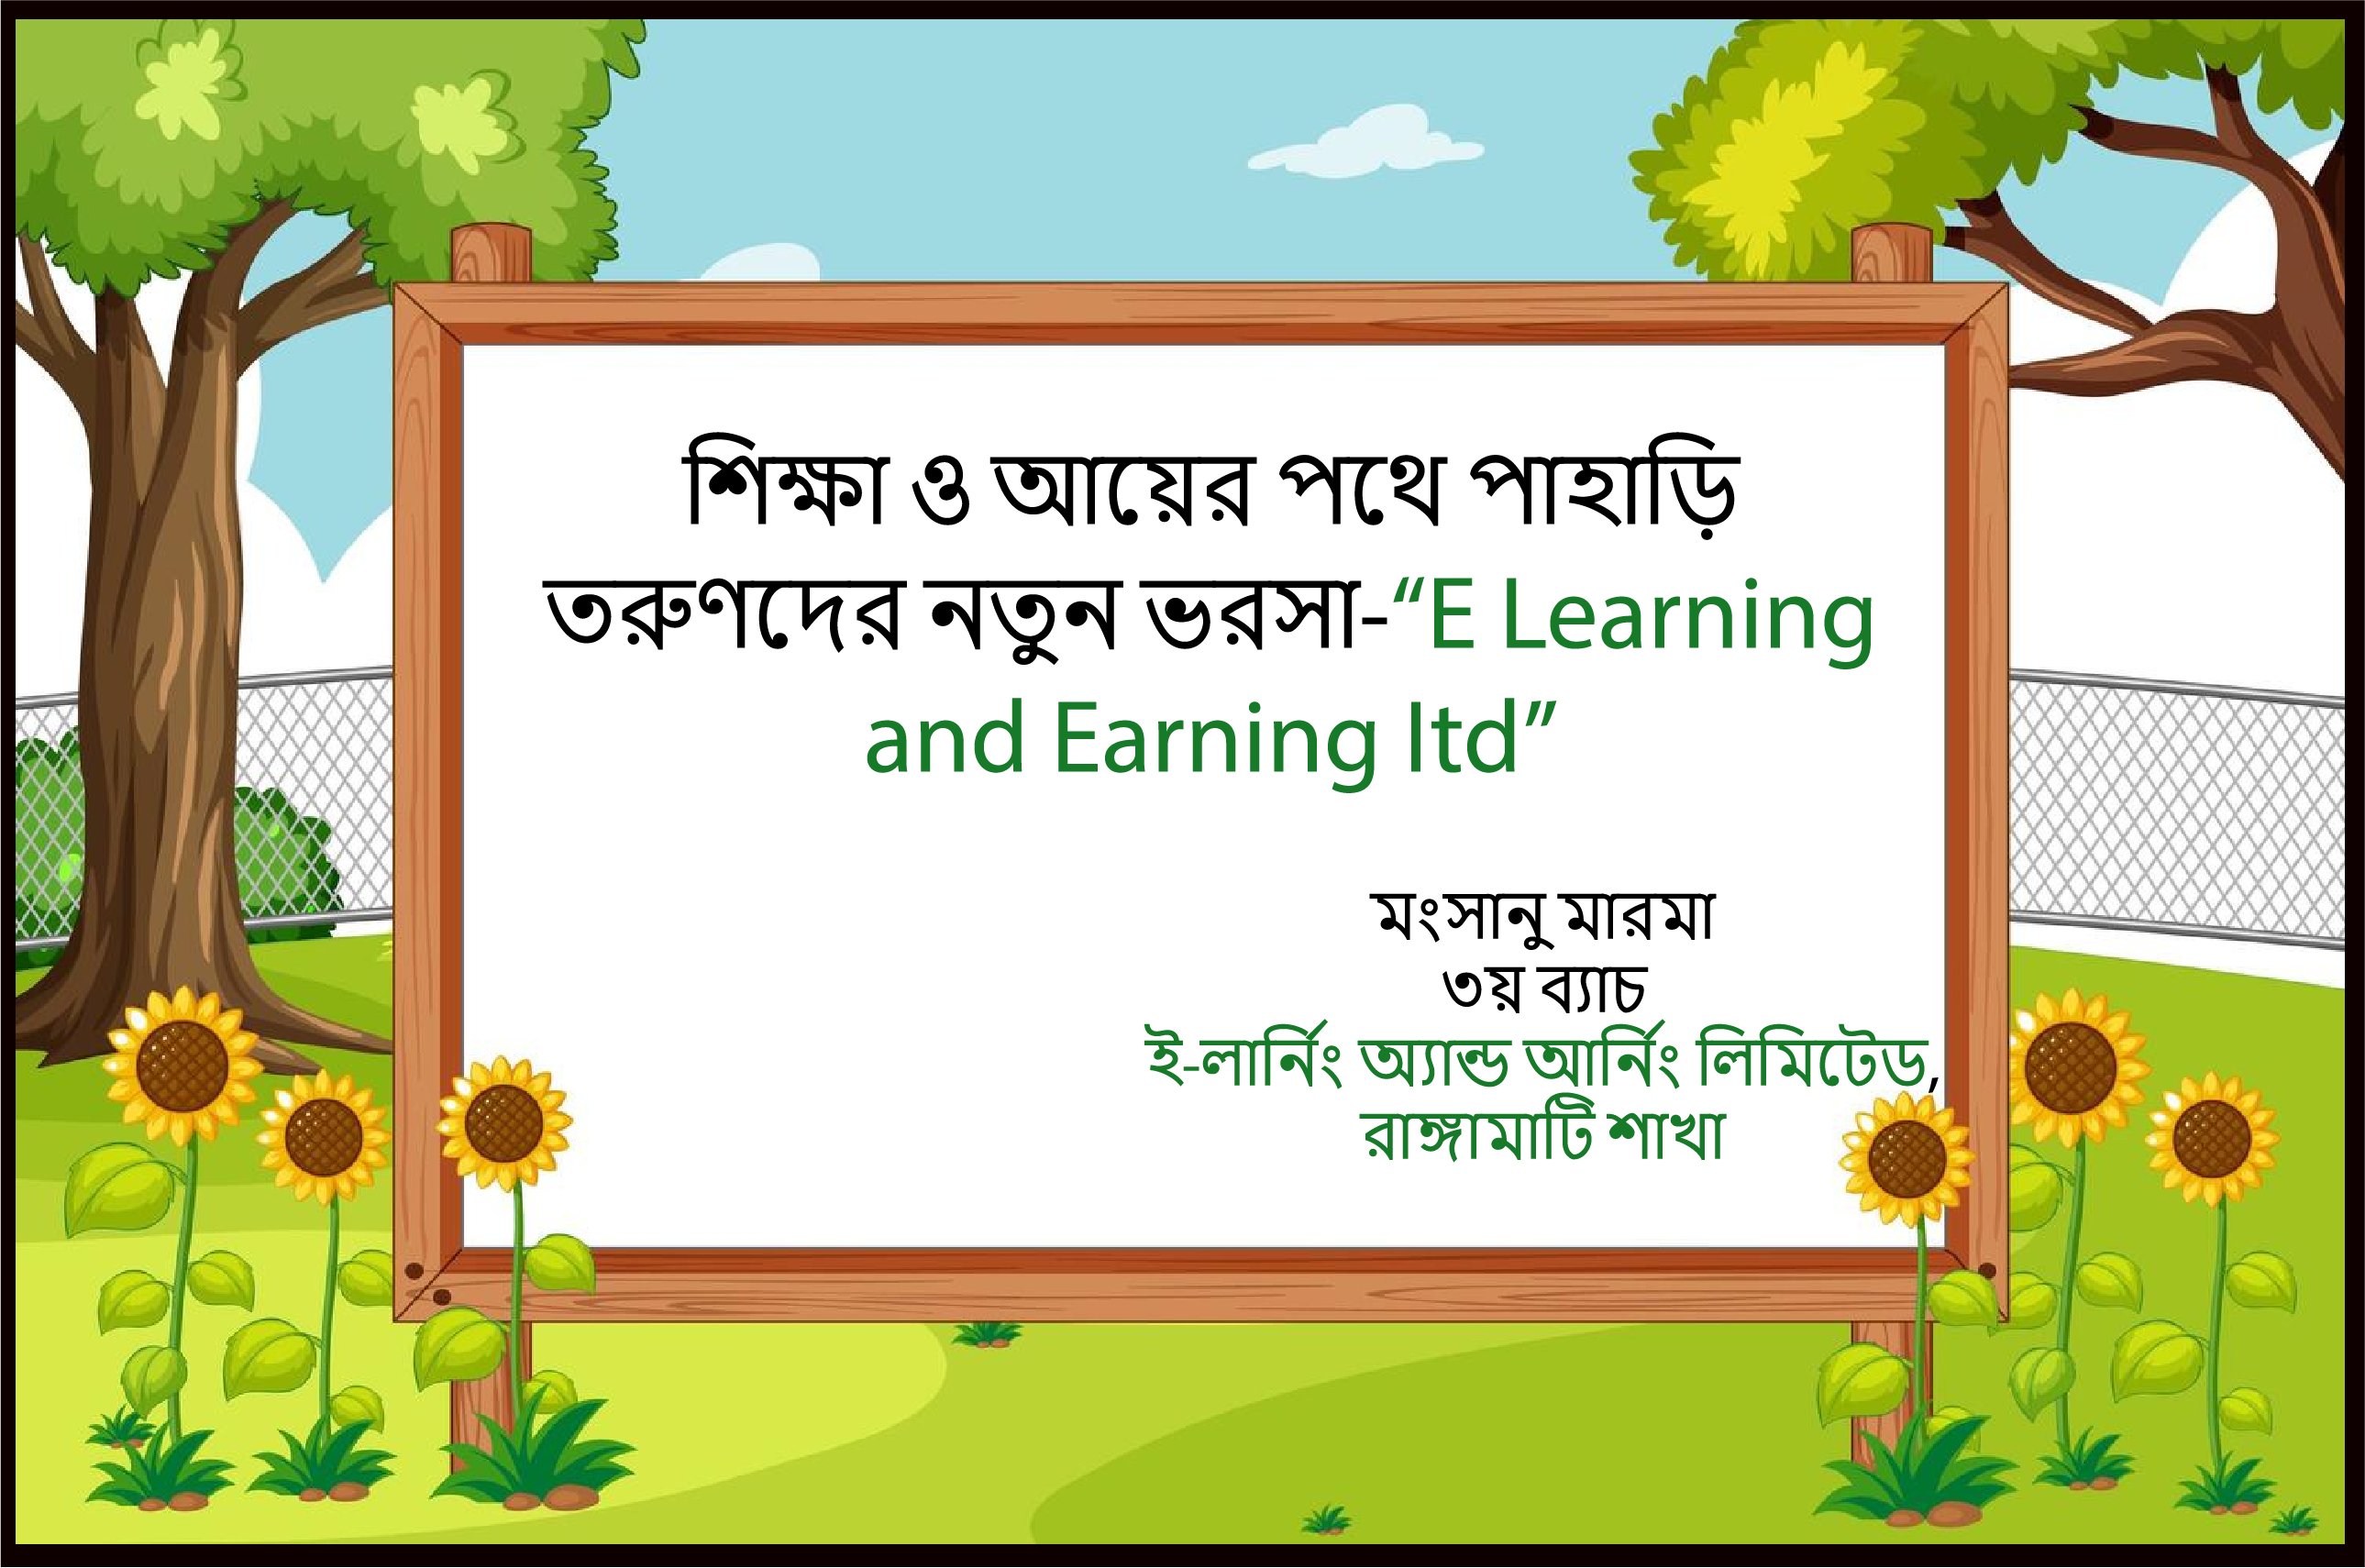 শিক্ষা ও আয়ের পথে পাহাড়ি
তরুণদের নতুন ভরসা-“E Learning
and Earning ltd”
মংসানু মারমা
৩য় ব্যাচ
ই-লার্নিং অ্যান্ড আর্নিং লিমিটেড,
রাঙ্গামাটি শাখা